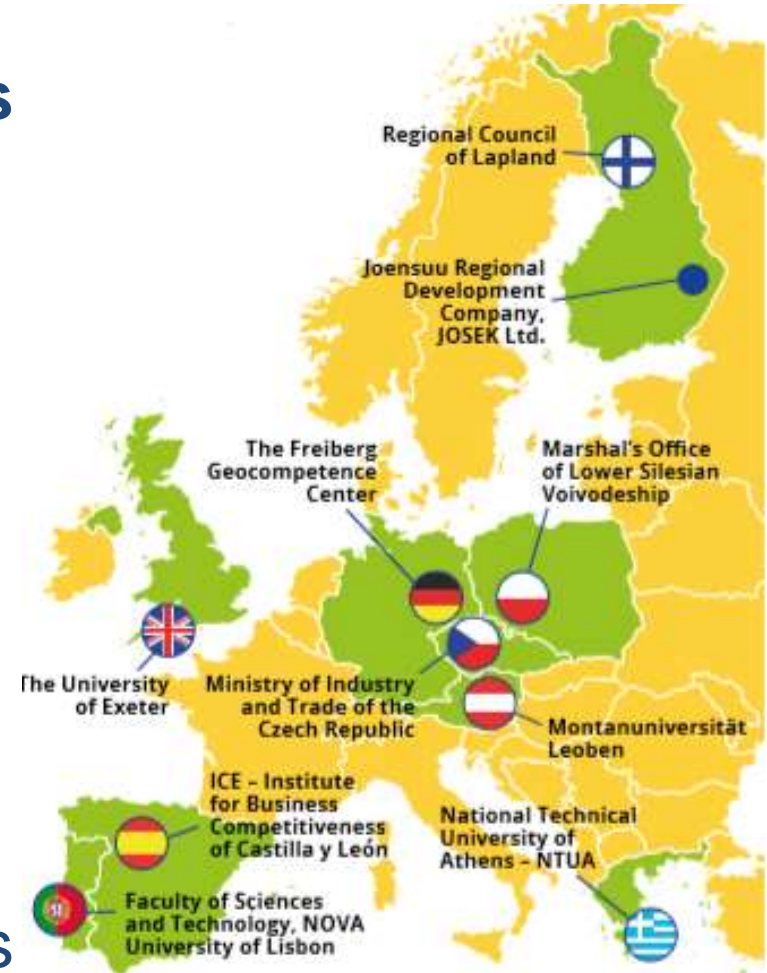 s
Regional Council
of Lapland
Joensuu Regional
Development
Company,
JOSEK Ltd.
The Freiberg
Geocompetence
Center
Marshal's Office
of Lower Silesian
Voivodeship
The University
of Exeter
Ministry of Industry
and Trade of the
Czech Republic
Montanuniversität
Leoben
ICE – Institute
for Business
Competitiveness
of Castilla y León
National Technical
University of
Athens – NTUA
Faculty of Sciences
and Technology, NOVA
University of Lisbon
s